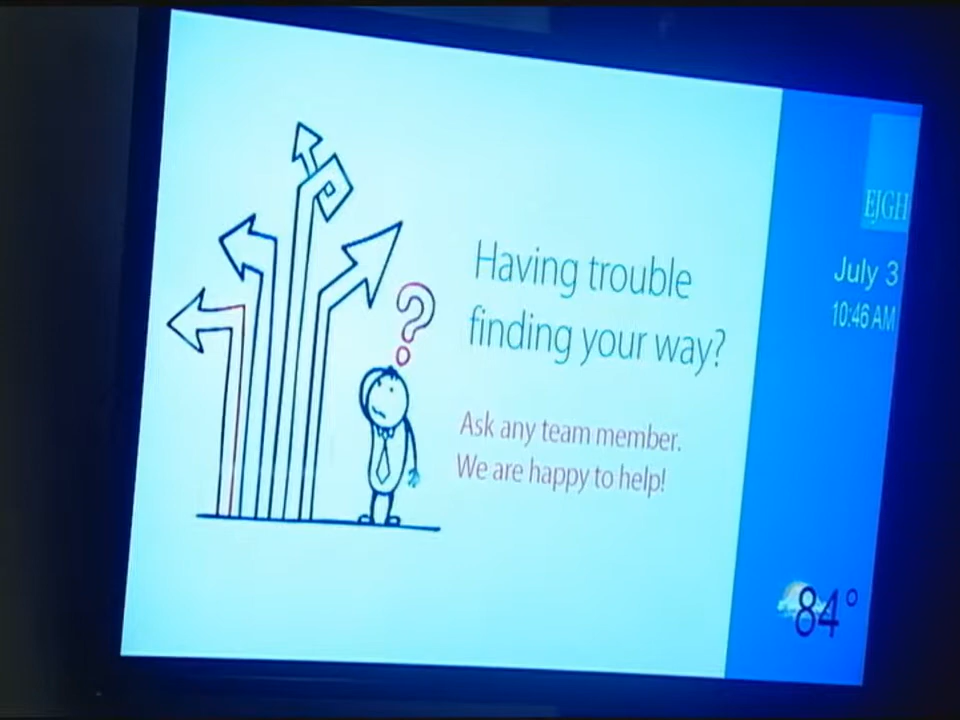 Having trouble
finding your way?
Ask any team member.
We are happy to help!
EJGH
July 3
10:46 AM
84°